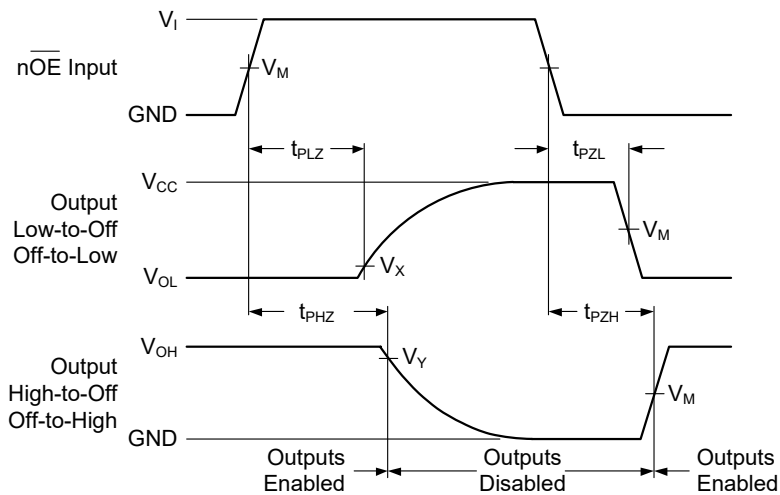 V_I
nOE Input
V_M
GND
t_PLZ
t_PZL
V_CC
Output
Low-to-Off
Off-to-Low
V_M
V_X
V_OL
t_PHZ
t_PZH
V_OH
V_Y
Output
High-to-Off
Off-to-High
V_M
GND
Outputs
Enabled
Outputs
Disabled
Outputs
Enabled